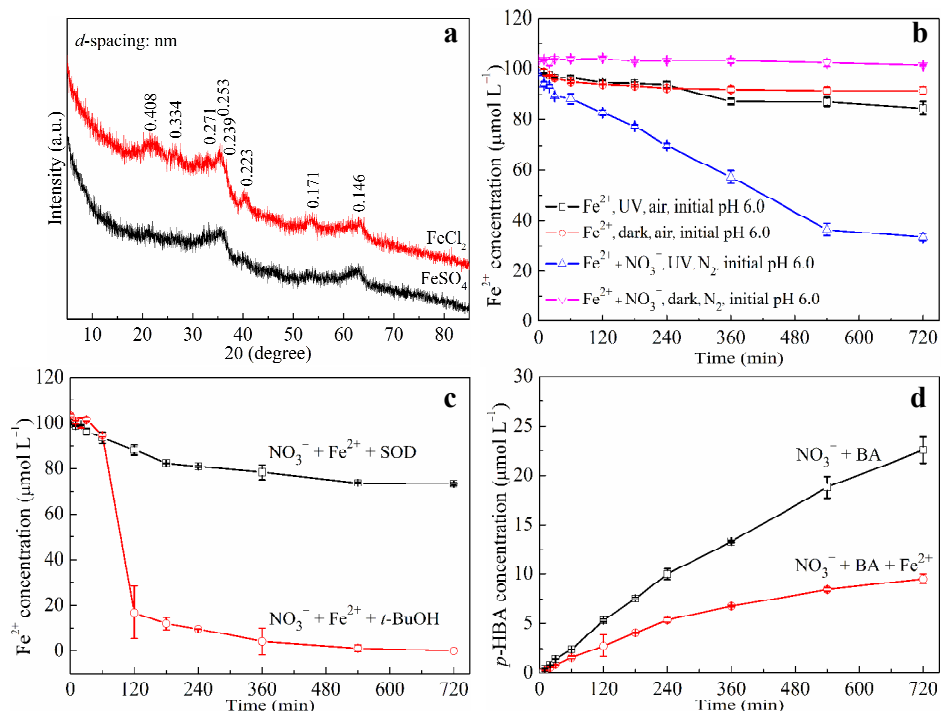 a
d-spacing: nm
0.408
0.334
0.271
0.239
0.253
0.223
0.171
0.146
FeCl₂
FeSO₄
Intensity (a.u.)
10 20 30 40 50 60 70 80
2θ (degree)
b
120
100
80
60
40
20
0
Fe²⁺, UV, air, initial pH 6.0
Fe²⁺, dark, air, initial pH 6.0
Fe²⁺ + NO₃⁻, UV, N₂, initial pH 6.0
Fe²⁺ + NO₃⁻, dark, N₂, initial pH 6.0
Fe²⁺ concentration (μmol L⁻¹)
0 120 240 360 480 600 720
Time (min)
c
120
100
80
60
40
20
0
NO₃⁻ + Fe²⁺ + SOD
NO₃⁻ + Fe²⁺ + t-BuOH
Fe²⁺ concentration (μmol L⁻¹)
0 120 240 360 480 600 720
Time (min)
d
30
25
20
15
10
5
0
NO₃⁻ + BA
NO₃⁻ + BA + Fe²⁺
p-HBA concentration (μmol L⁻¹)
0 120 240 360 480 600 720
Time (min)